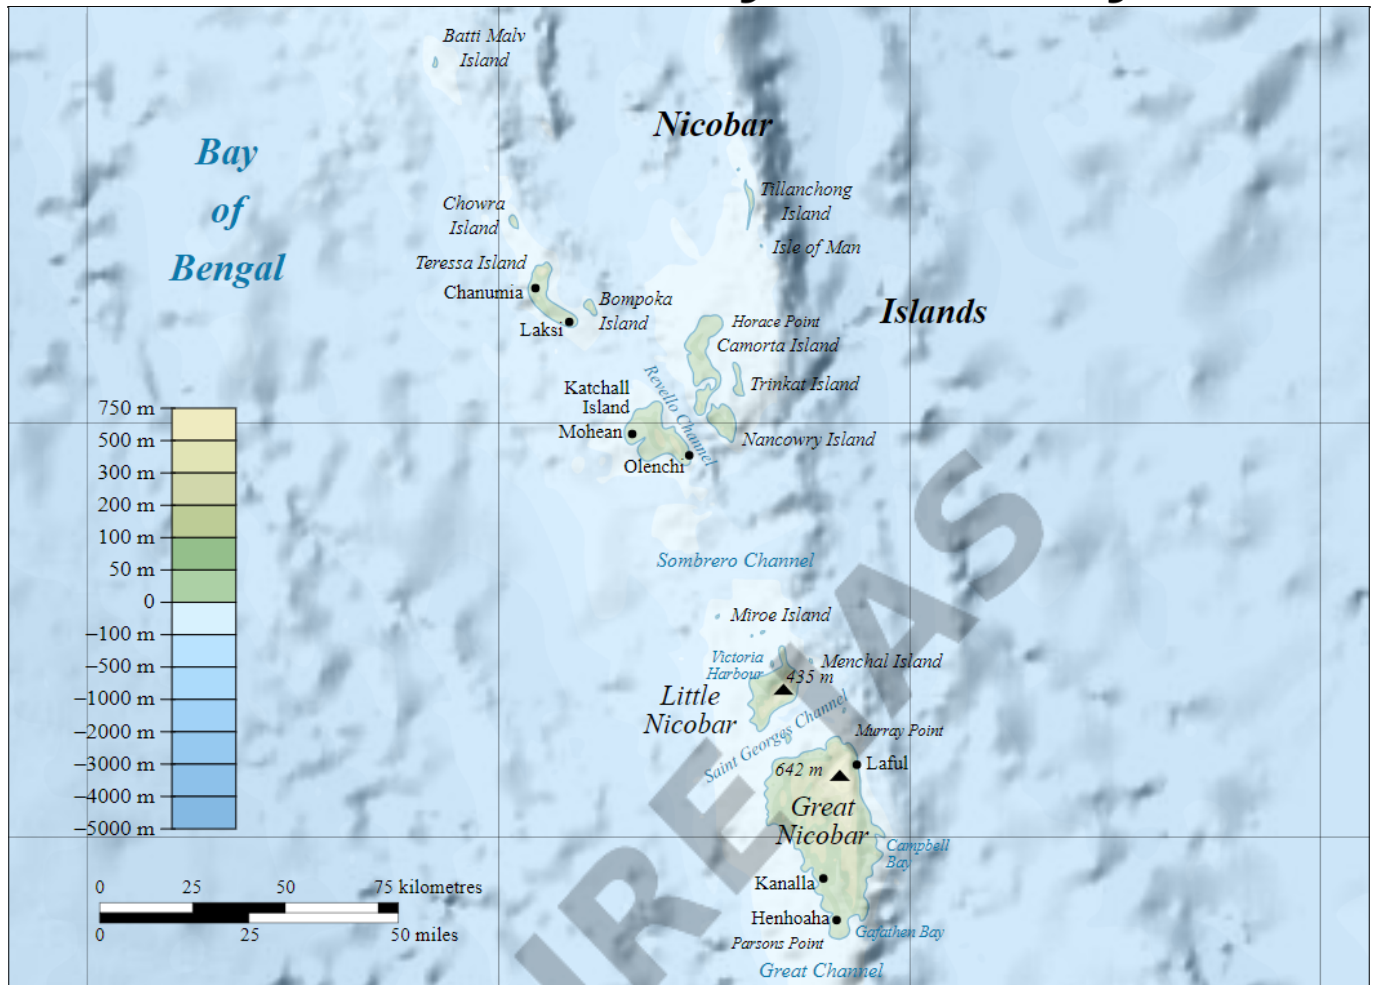 Batti Malv
Island
Nicobar
Bay
of
Bengal
Tillanchong
Island
Chowra
Island
Isle of Man
Teressa Island
Chanumia
Bompoka
Island
Laksi
Islands
Horace Point
Camorta Island
Revello Channel
Trinkat Island
Katchall
Island
Mohean
Nancowry Island
Olenchi
750 m
500 m
300 m
200 m
100 m
50 m
0
−100 m
−500 m
−1000 m
−2000 m
−3000 m
−4000 m
−5000 m
Sombrero Channel
Miroe Island
Victoria
Harbour
Menchal Island
435 m
Little
Nicobar
Saint Georges Channel
Murray Point
Laful
642 m
Great
Nicobar
Campbell
Bay
Kanalla
Henhoaha
Gafathen Bay
Parsons Point
Great Channel
0 25 50 75 kilometres
0 25 50 miles
IRE IAS